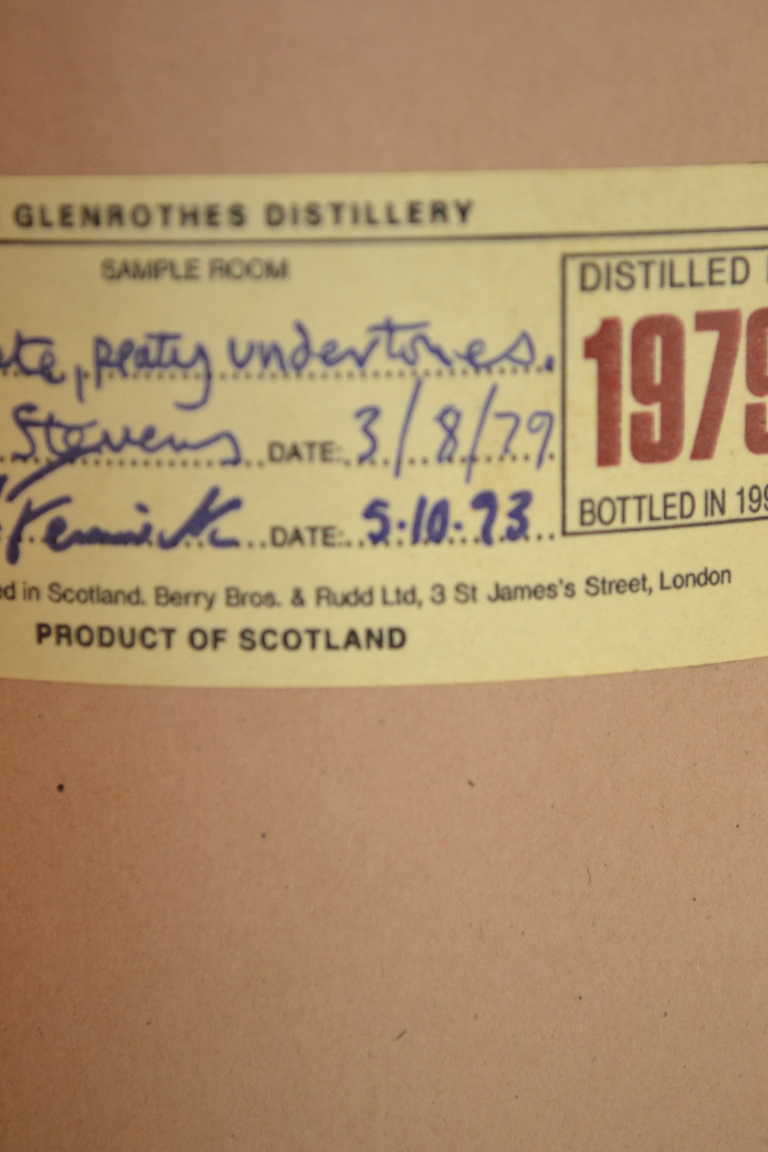 GLENROTHES DISTILLERY
SAMPLE ROOM
peaty undertones.
Stevens DATE: 3/8/79
DATE: 5.10.93
DISTILLED
1979
BOTTLED IN 199
in Scotland. Berry Bros. & Rudd Ltd, 3 St James's Street, London
PRODUCT OF SCOTLAND